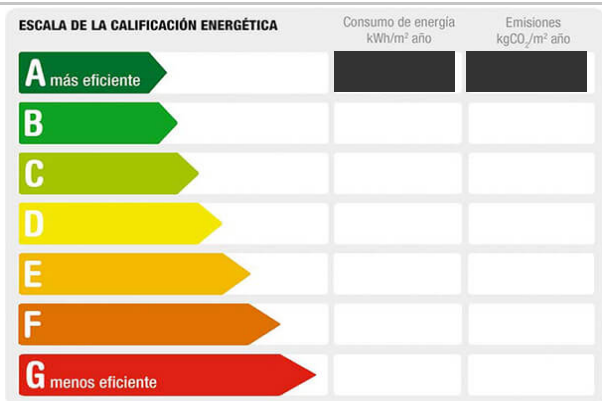 ESCALA DE LA CALIFICACIÓN ENERGÉTICA
Consumo de energía
kWh/m² año
Emisiones
kgCO₂/m² año
A más eficiente
B
C
D
E
F
G menos eficiente